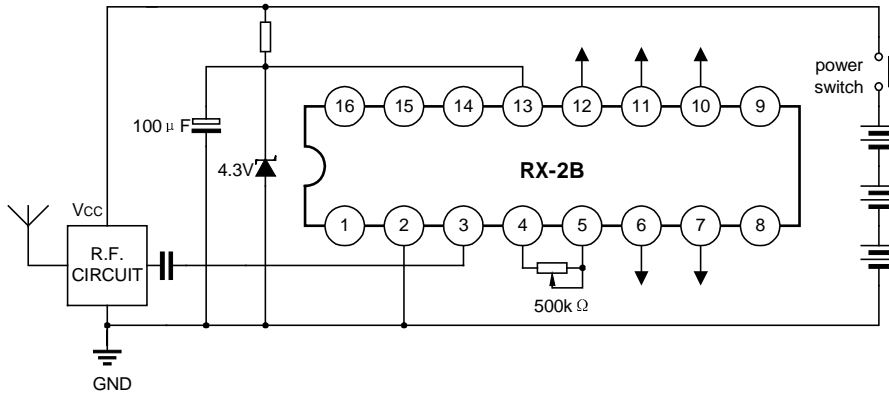 16 15 14 13 12 11 10 9
power
switch
100 μ F
4.3V
RX-2B
VCC
1 2 3 4 5 6 7 8
R.F.
CIRCUIT
500k Ω
GND